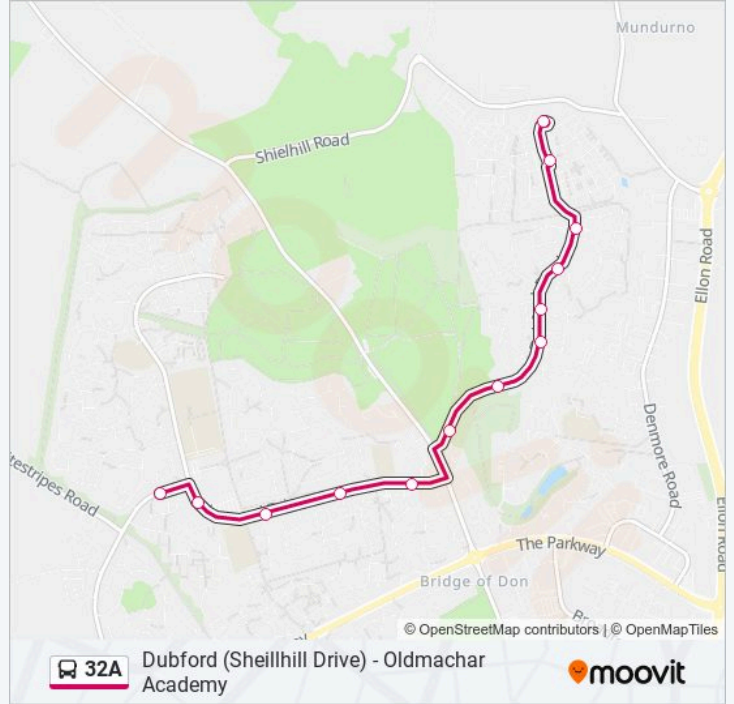 Mundurno
Shielhill Road
Ellon Road
Denmore Road
testripes Road
Ellon Road
The Parkway
Bridge of Don
© OpenStreetMap contributors | © OpenMapTiles
32A
Dubford (Sheillhill Drive) - Oldmachar
Academy
moovit